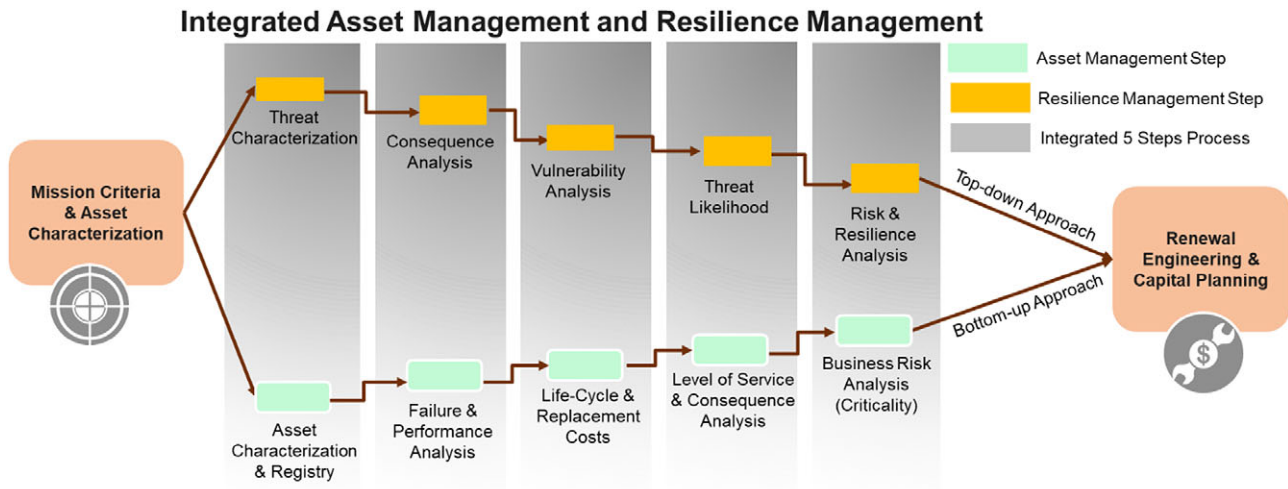 Integrated Asset Management and Resilience Management
Asset Management Step
Resilience Management Step
Integrated 5 Steps Process
Mission Criteria
& Asset
Characterization
Threat
Characterization
Consequence
Analysis
Vulnerability
Analysis
Threat
Likelihood
Risk &
Resilience
Analysis
Top-down Approach
Bottom-up Approach
Renewal
Engineering &
Capital Planning
$
Asset
Characterization
& Registry
Failure &
Performance
Analysis
Life-Cycle &
Replacement
Costs
Level of Service
& Consequence
Analysis
Business Risk
Analysis
(Criticality)